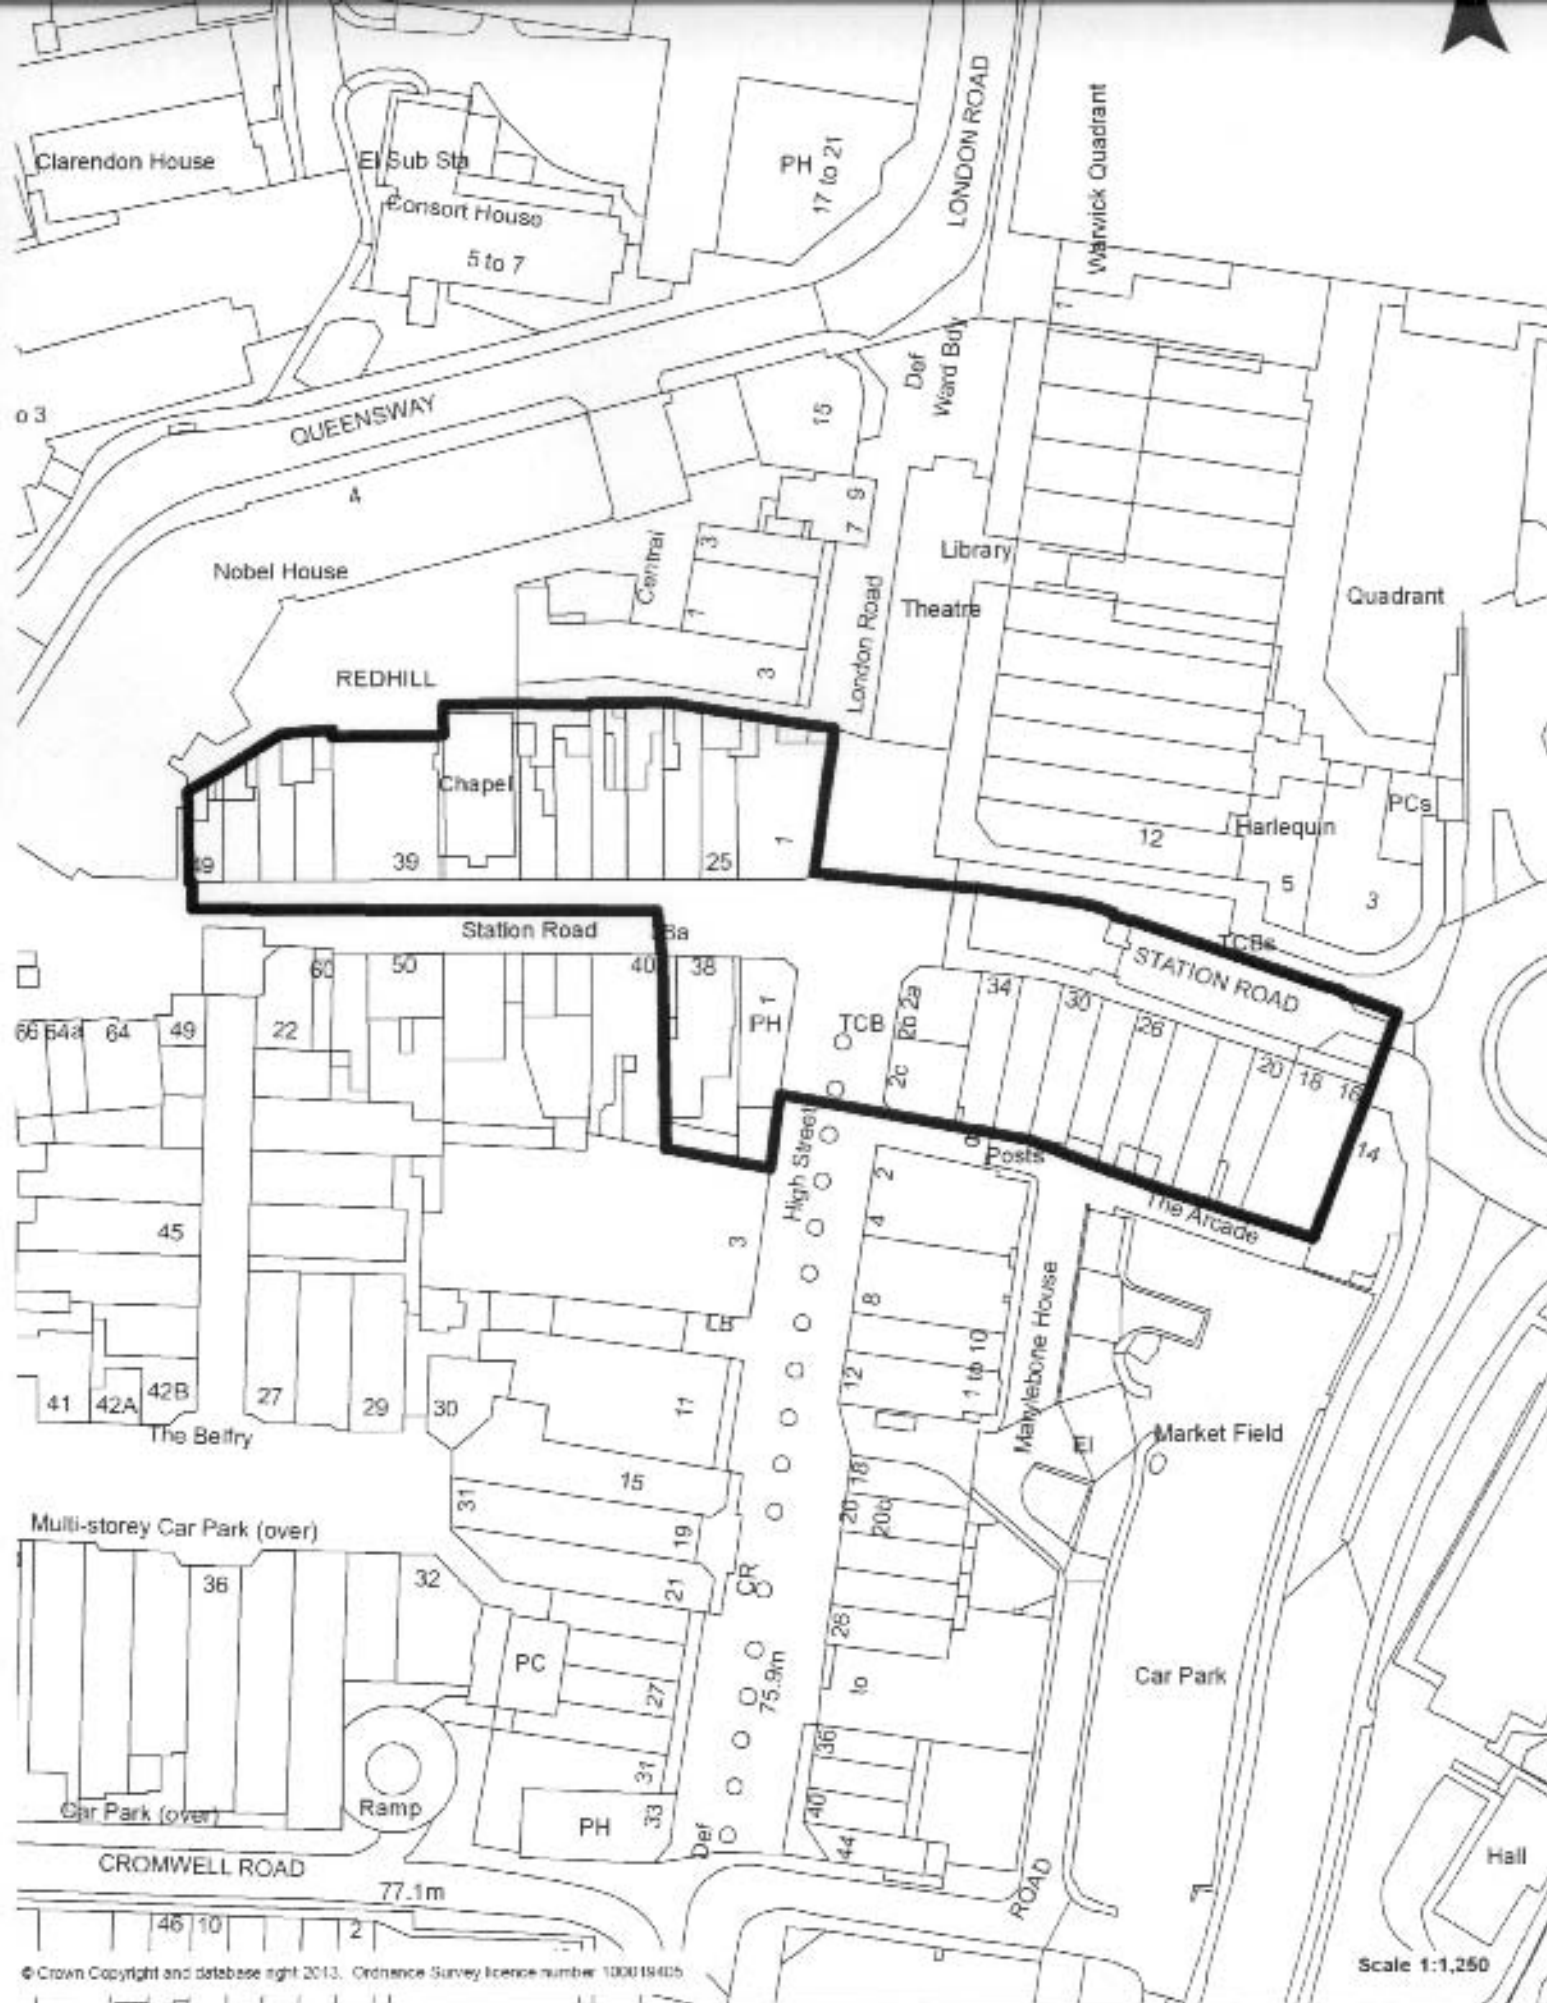 LONDON ROAD
Warwick Quadrant
Clarendon House
El Sub Sta
PH
17 to 21
Consort House
5 to 7
1
Def
Ward Bdy
o 3
QUEENSWAY
15
4
9
7
Central
3
Library
Nobel House
1
London Road
Theatre
Quadrant
REDHILL
3
Chapel
PCs
12
Harlequin
49
39
25
1
5
3
Station Road
TCBs
STATION ROAD
60
50
40
38
34
30
26
20
18
16
66
64a
64
49
22
1
PH
TCB
2b 2a
2c
High Street
Posts
14
The Arcade
2
45
3
4
8
Marylebone House
LB
1 to 10
12
41
42A
42B
27
29
30
11
The Belfry
El
Market Field
31
15
18
20
20b
Multi-storey Car Park (over)
19
36
32
21
CR
26
PC
27
75.9m
to
Car Park
36
31
Car Park (over)
Ramp
PH
33
40
Def
44
Hall
CROMWELL ROAD
77.1m
ROAD
46
10
2
© Crown Copyright and database right 2013. Ordnance Survey licence number 100019405
Scale 1:1,250